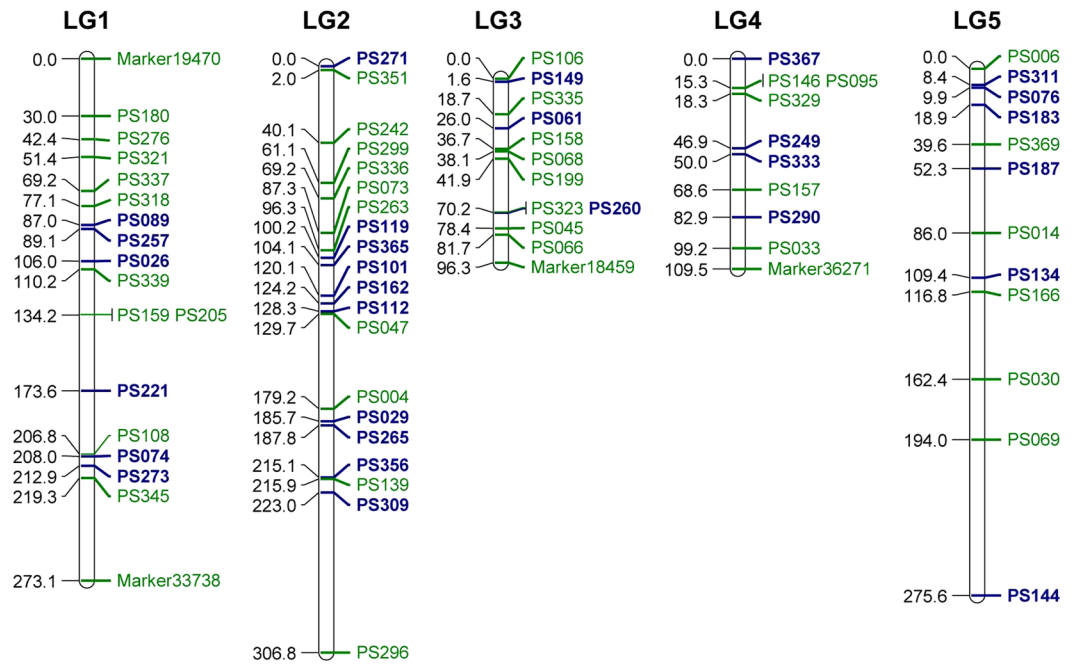 LG1
0.0 Marker19470
30.0 PS180
42.4 PS276
51.4 PS321
69.2 PS337
77.1 PS318
87.0 PS089
89.1 PS257
106.0 PS026
110.2 PS339
134.2 PS159 PS205
173.6 PS221
206.8 PS108
208.0 PS074
212.9 PS273
219.3 PS345
273.1 Marker33738
LG2
0.0 PS271
2.0 PS351
40.1 PS242
61.1 PS299
69.2 PS336
87.3 PS073
96.3 PS263
100.2 PS119
104.1 PS365
120.1 PS101
124.2 PS162
128.3 PS112
129.7 PS047
179.2 PS004
185.7 PS029
187.8 PS265
215.1 PS356
215.9 PS139
223.0 PS309
306.8 PS296
LG3
0.0 PS106
1.6 PS149
18.7 PS335
26.0 PS061
36.7 PS158
38.1 PS068
41.9 PS199
70.2 PS323 PS260
78.4 PS045
81.7 PS066
96.3 Marker18459
LG4
0.0 PS367
15.3 PS146 PS095
18.3 PS329
46.9 PS249
50.0 PS333
68.6 PS157
82.9 PS290
99.2 PS033
109.5 Marker36271
LG5
0.0 PS006
8.4 PS311
9.9 PS076
18.9 PS183
39.6 PS369
52.3 PS187
86.0 PS014
109.4 PS134
116.8 PS166
162.4 PS030
194.0 PS069
275.6 PS144